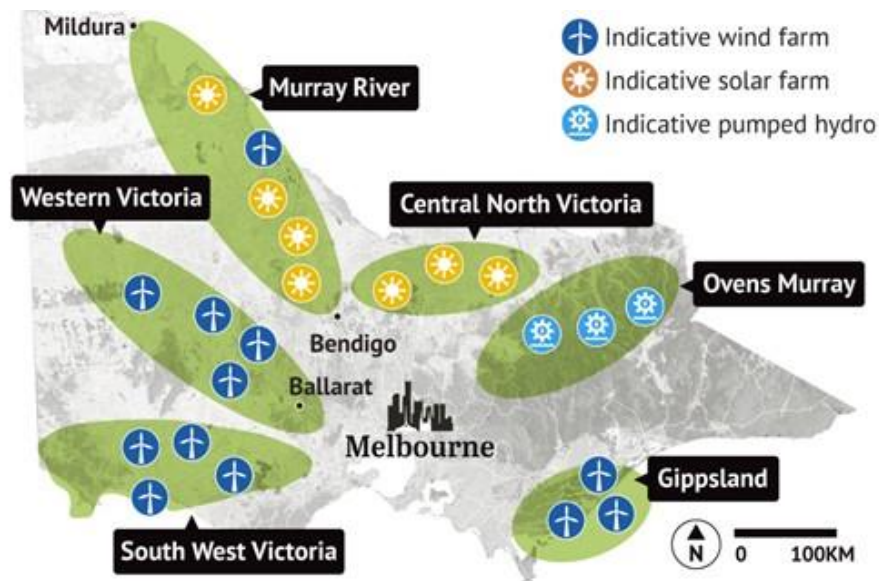 Mildura
Indicative wind farm
Indicative solar farm
Indicative pumped hydro
Murray River
Western Victoria
Central North Victoria
Ovens Murray
Bendigo
Ballarat
Melbourne
Gippsland
South West Victoria
N
0 100KM